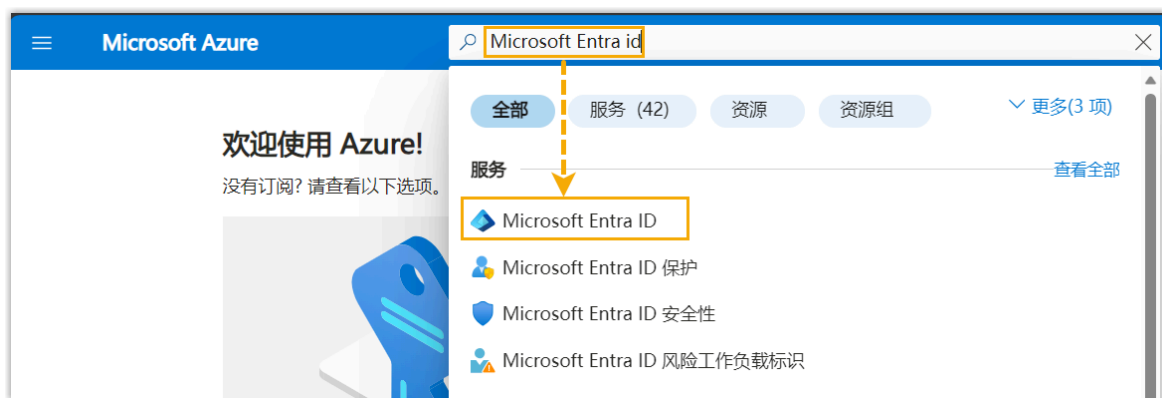 Microsoft Azure
Microsoft Entra id
全部
服务 (42)
资源
资源组
更多(3 项)
欢迎使用 Azure!
没有订阅? 请查看以下选项。
服务
查看全部
Microsoft Entra ID
Microsoft Entra ID 保护
Microsoft Entra ID 安全性
Microsoft Entra ID 风险工作负载标识